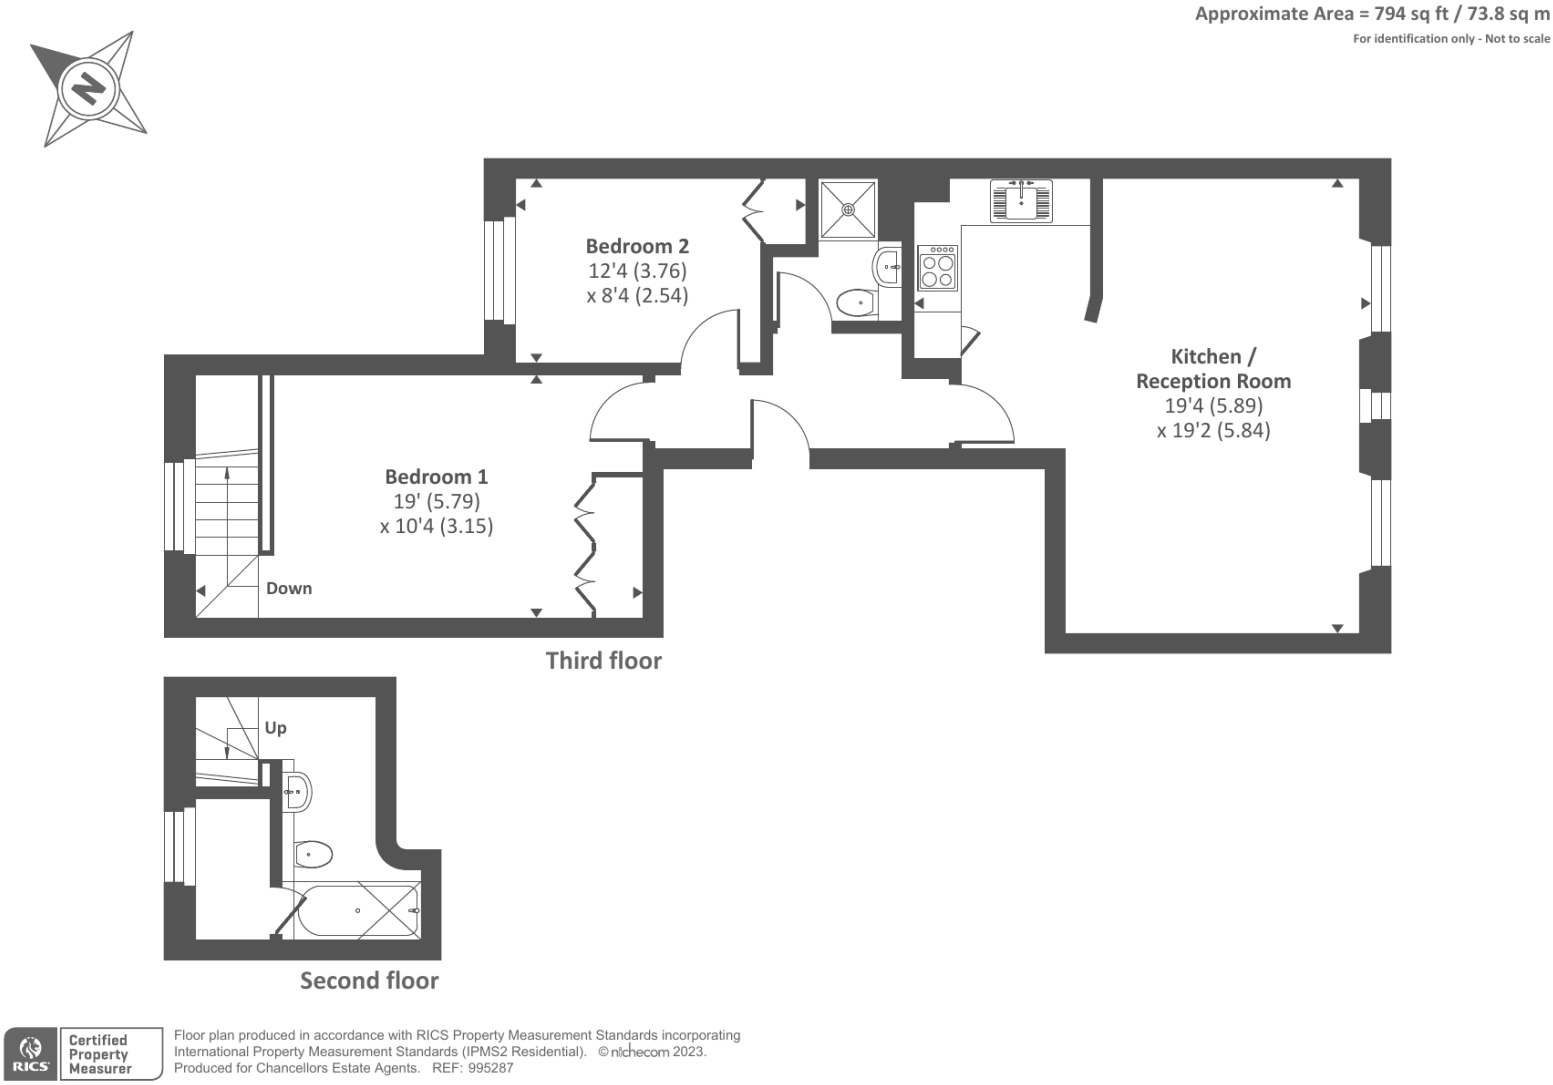 Approximate Area = 794 sq ft / 73.8 sq m
For identification only - Not to scale
N
Bedroom 2
12'4 (3.76)
x 8'4 (2.54)
Kitchen /
Reception Room
19'4 (5.89)
x 19'2 (5.84)
Bedroom 1
19' (5.79)
x 10'4 (3.15)
Down
Third floor
Up
Second floor
RICS
Certified
Property
Measurer
Floor plan produced in accordance with RICS Property Measurement Standards incorporating
International Property Measurement Standards (IPMS2 Residential). © nichecom 2023.
Produced for Chancellors Estate Agents. REF: 995287